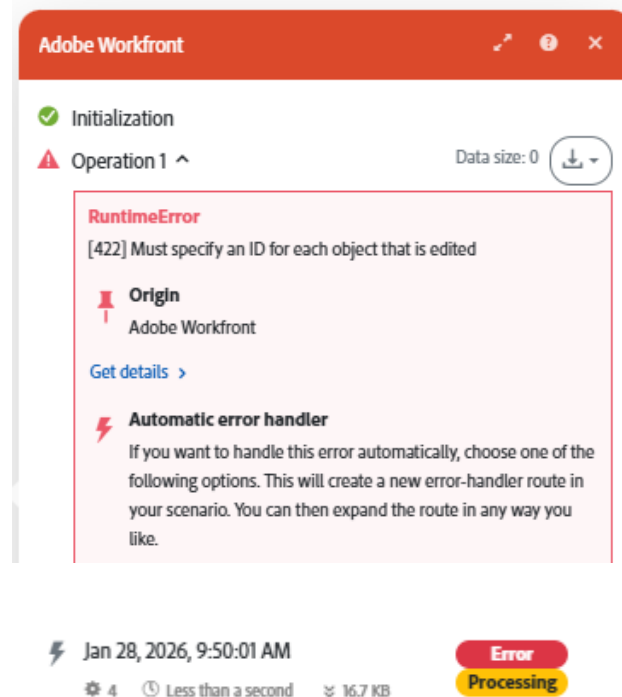 Adobe Workfront
Initialization
Operation 1
Data size: 0
RuntimeError
[422] Must specify an ID for each object that is edited
Origin
Adobe Workfront
Get details >
Automatic error handler
If you want to handle this error automatically, choose one of the
following options. This will create a new error-handler route in
your scenario. You can then expand the route in any way you
like.
Jan 28, 2026, 9:50:01 AM
Error
4 Less than a second 16.7 KB
Processing